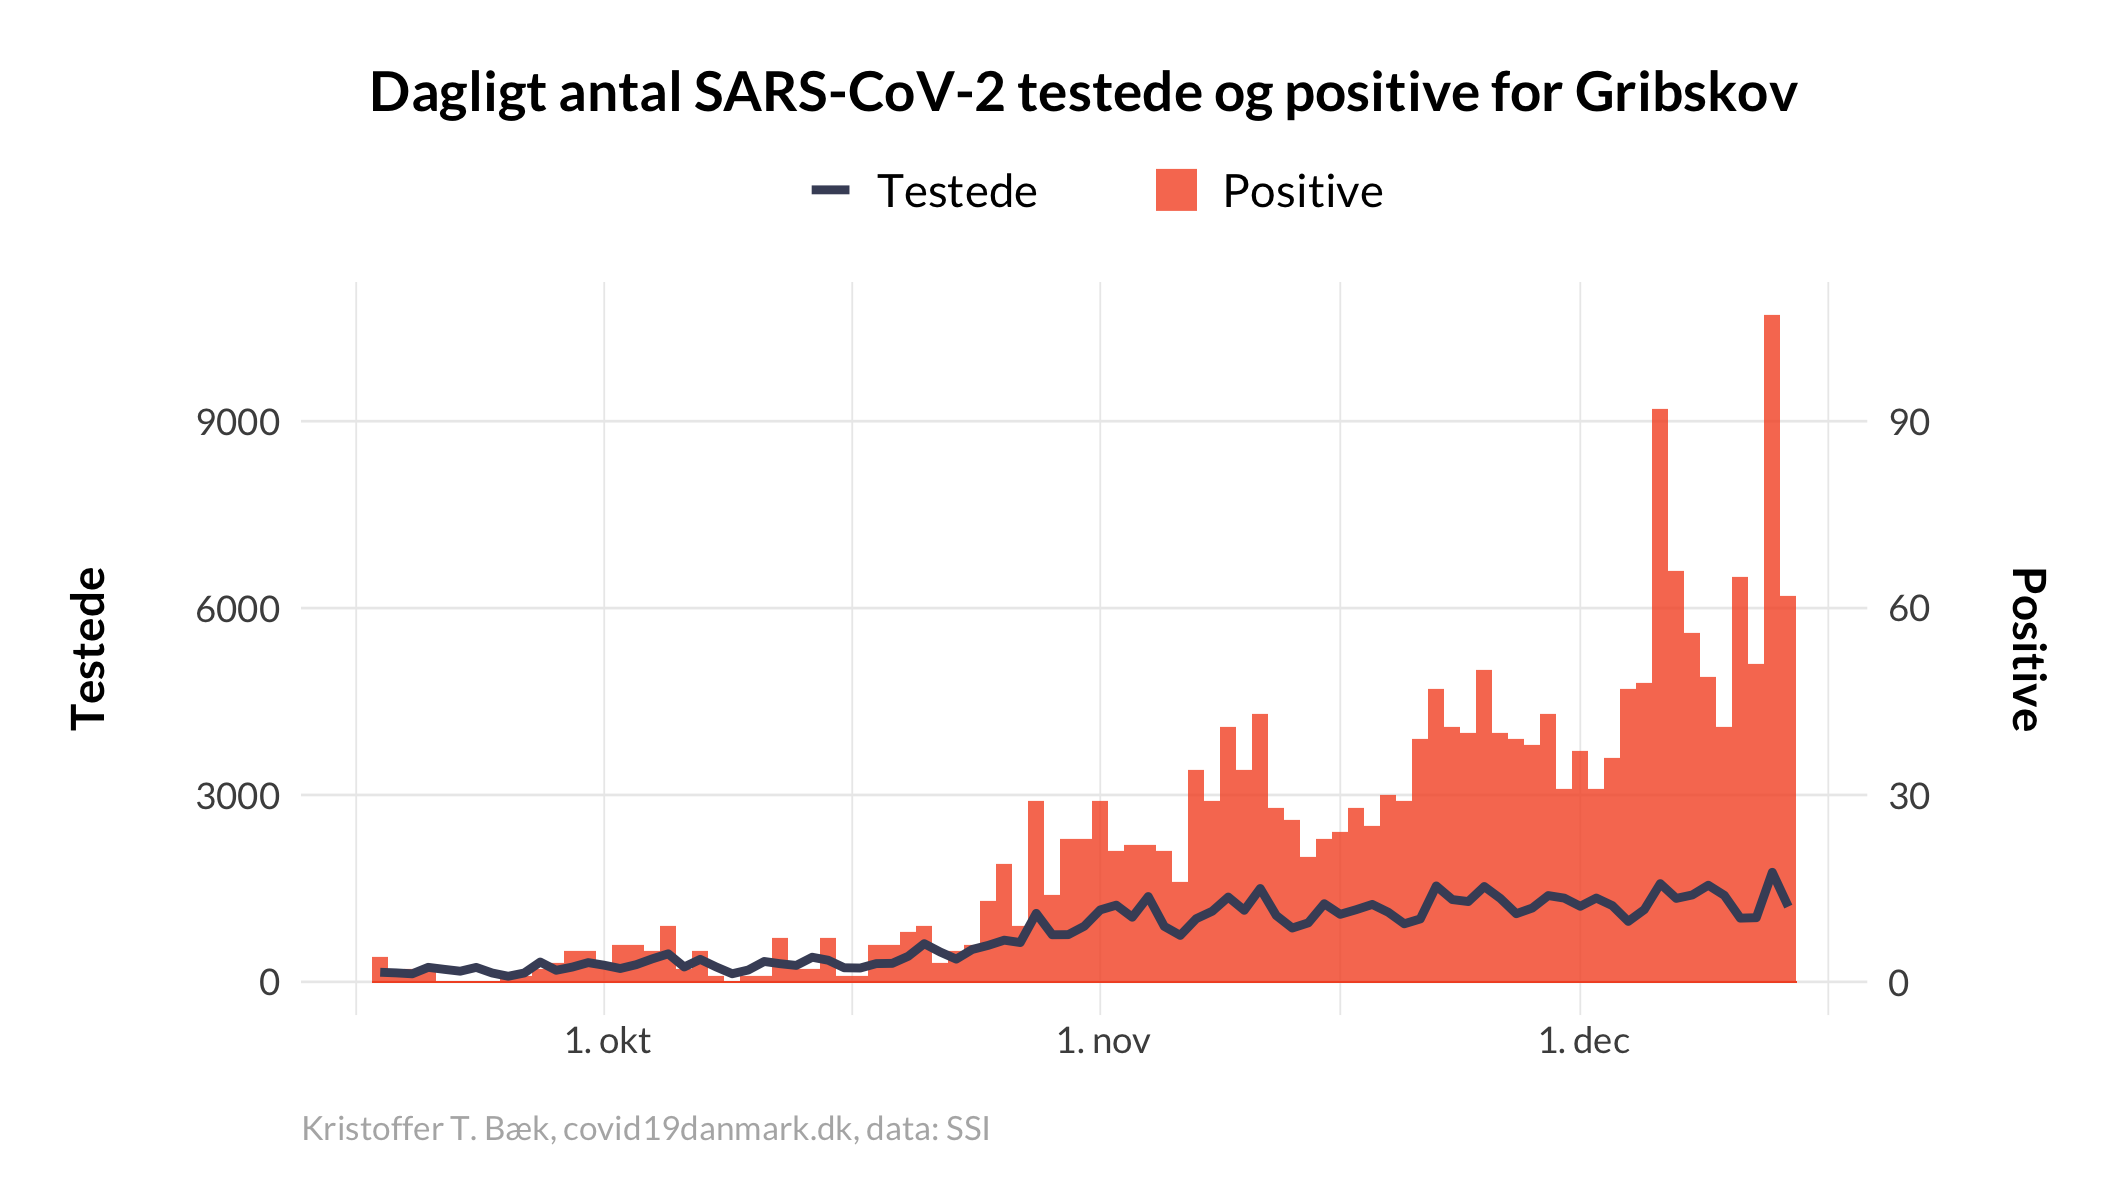 Dagligt antal SARS-CoV-2 testede og positive for Gribskov
Testede
Positive
9000
6000
3000
0
90
60
30
0
Testede
Positive
1. okt
1. nov
1. dec
Kristoffer T. Bæk, covid19danmark.dk, data: SSI